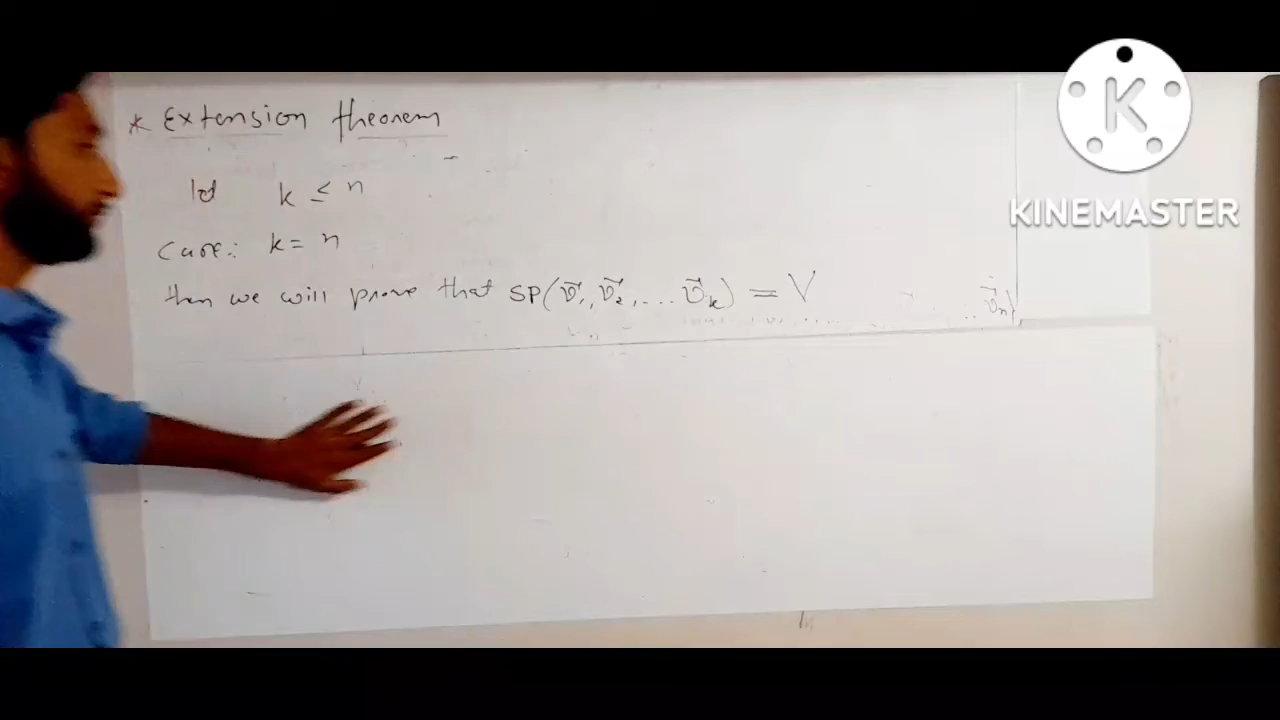 * Extension theorem
let k ≤ n
Case:. k = n
then we will prove that SP(v⃗₁, v⃗₂, ... v⃗ₖ) = V
v⃗ₙ}
K
KINEMASTER